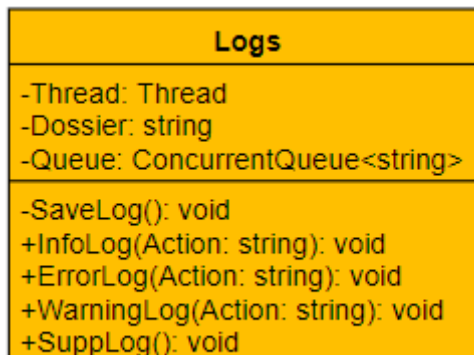 Logs
-Thread: Thread
-Dossier: string
-Queue: ConcurrentQueue<string>
-SaveLog(): void
+InfoLog(Action: string): void
+ErrorLog(Action: string): void
+WarningLog(Action: string): void
+SuppLog(): void